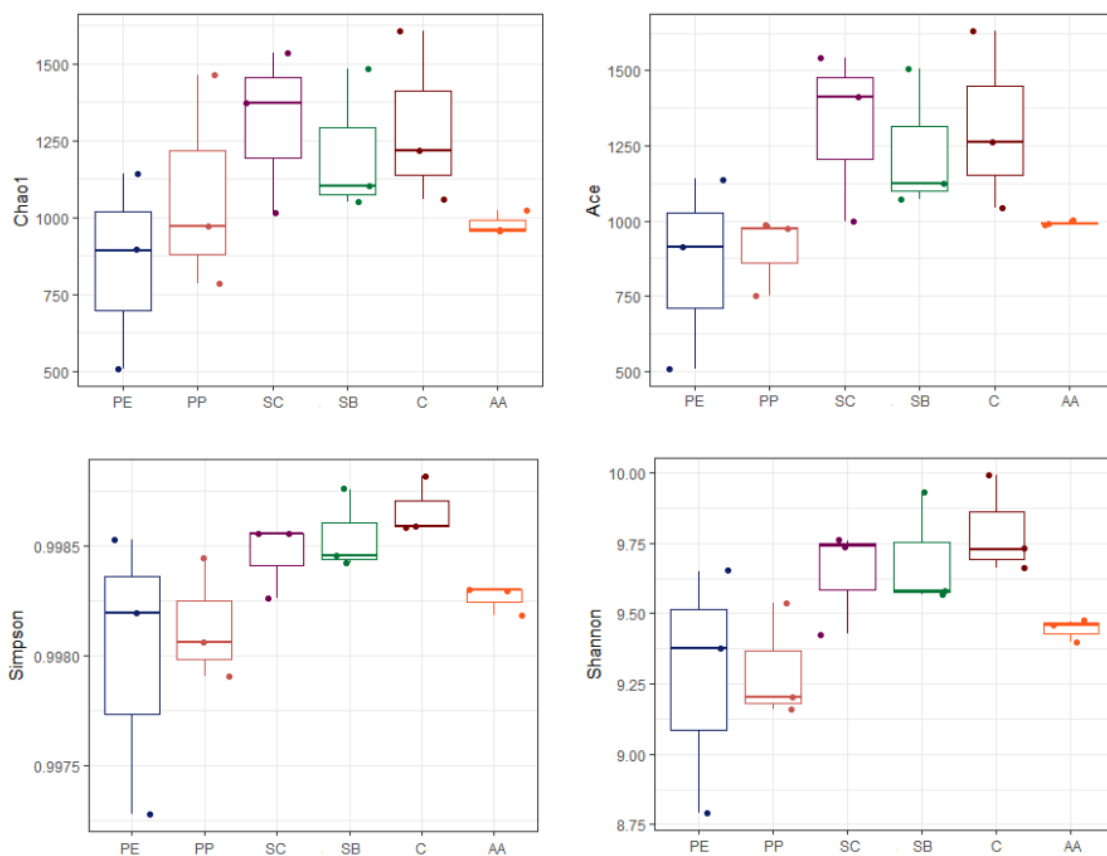 Chao1
1500
1250
1000
750
500
PE PP SC SB C AA
Ace
1500
1250
1000
750
500
PE PP SC SB C AA
Simpson
0.9985
0.9980
0.9975
PE PP SC SB C AA
Shannon
10.00
9.75
9.50
9.25
9.00
8.75
PE PP SC SB C AA